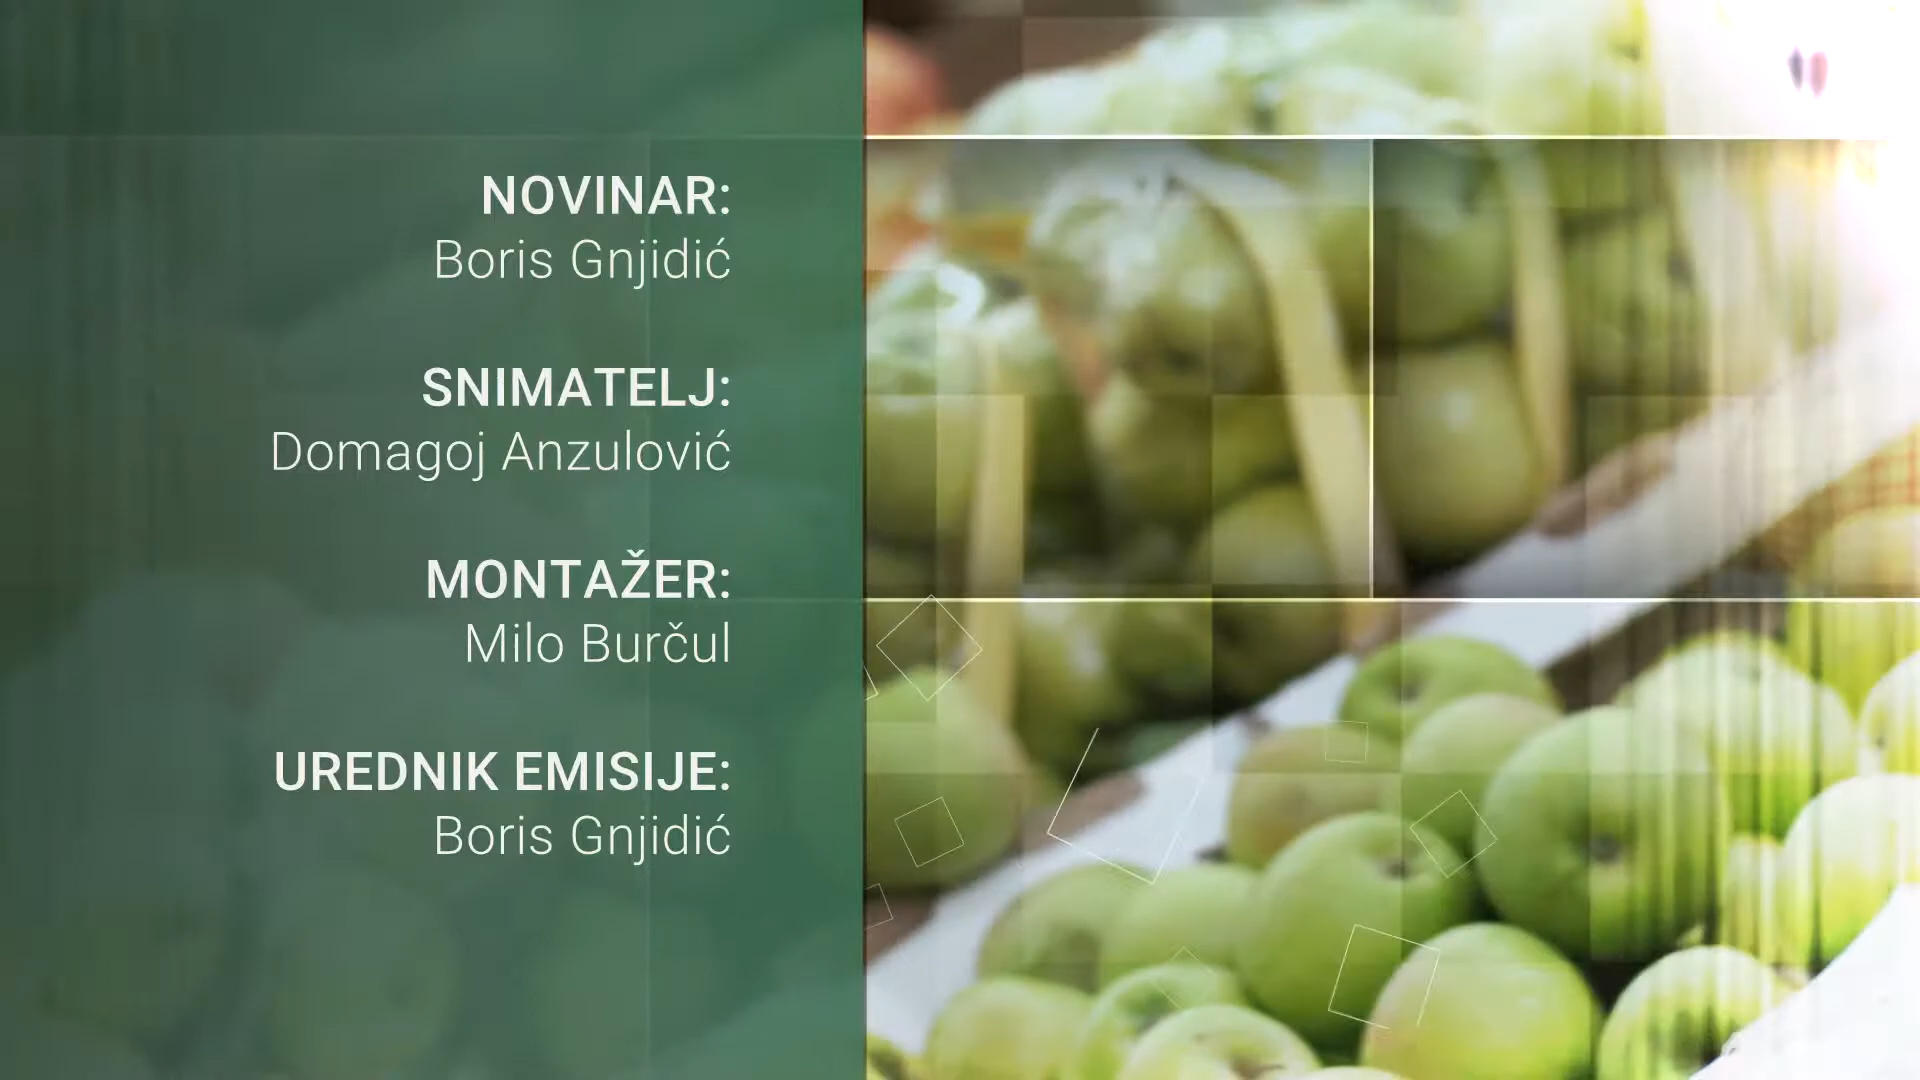 NOVINAR:
Boris Gnjidić
SNIMATELJ:
Domagoj Anzulović
MONTAŽER:
Milo Burčul
UREDNIK EMISIJE:
Boris Gnjidić